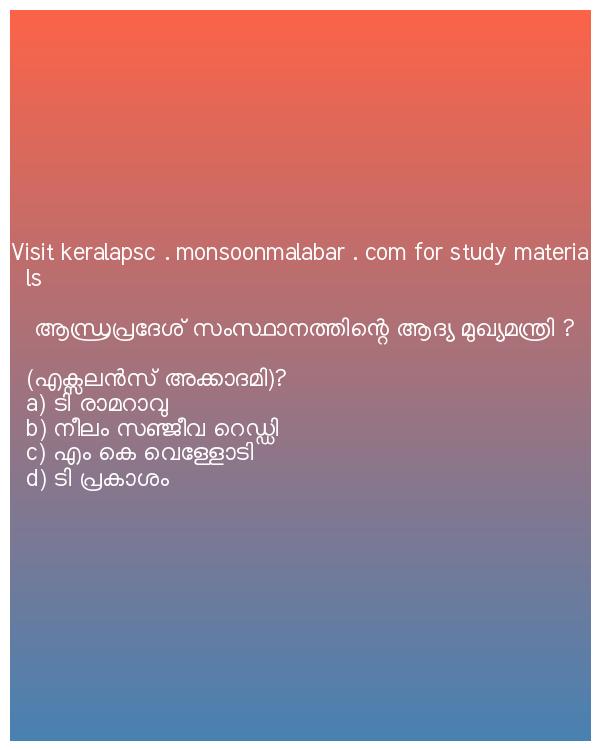 Visit keralapsc . monsoonmalabar . com for study materia
ls
ആന്ധ്രപ്രദേശ് സംസ്ഥാനത്തിന്റെ ആദ്യ മുഖ്യമന്ത്രി ?
(എക്സലൻസ് അക്കാദമി)?
a) ടി രാമറാവു
b) നീലം സഞ്ജീവ റെഡ്ഡി
c) എം കെ വെള്ളോടി
d) ടി പ്രകാശം